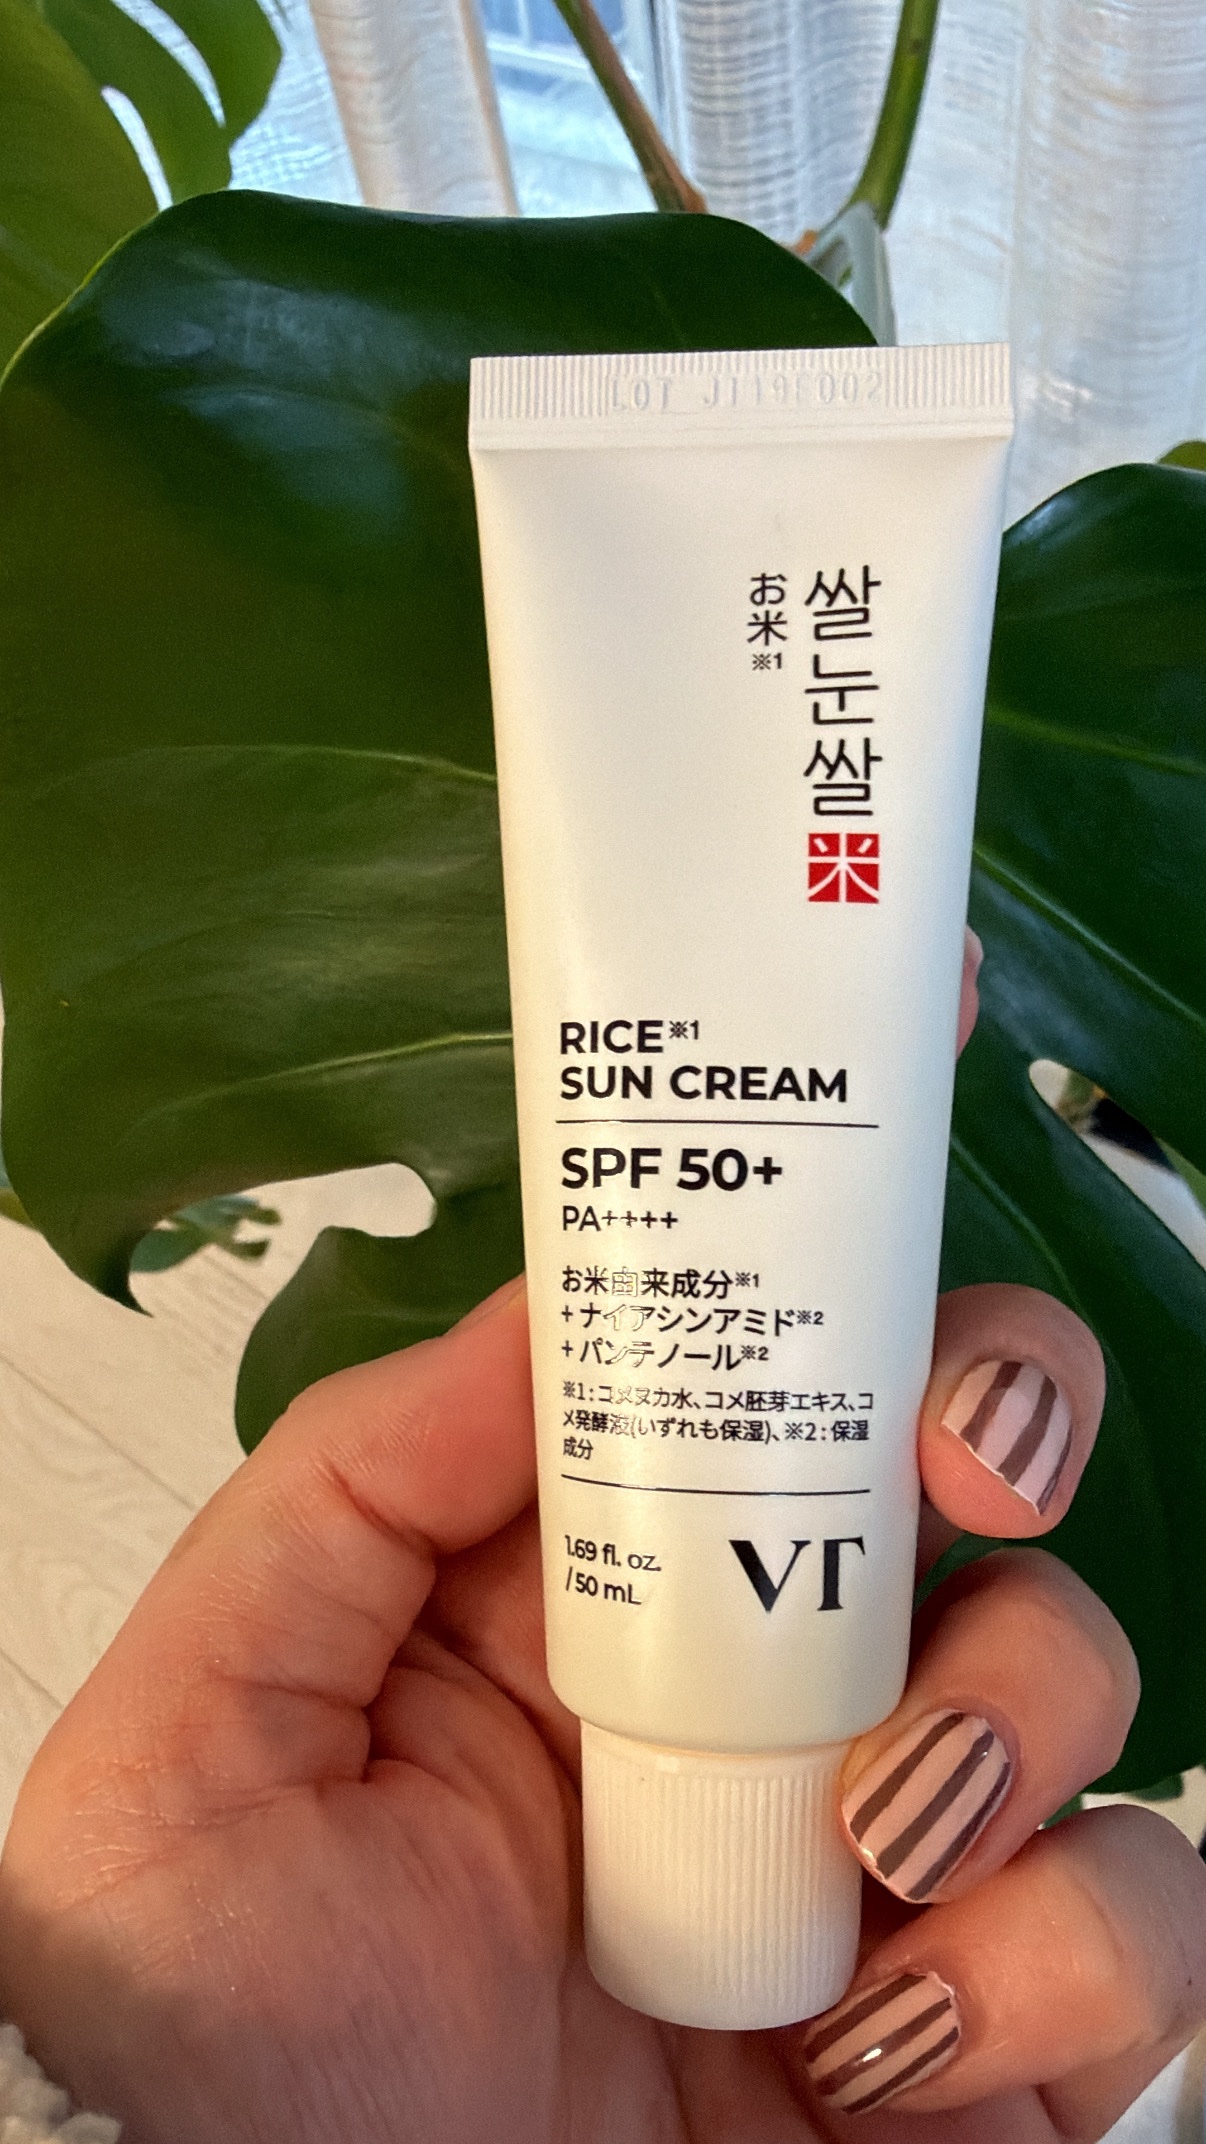 쌀눈쌀
米
お米※1
RICE※1
SUN CREAM
SPF 50+
PA++++
お米由来成分※1
+ ナイアシンアミド※2
+ パンテノール※2
※1:コメヌカ水、コメ胚芽エキス、コ
メ発酵液(いずれも保湿)、※2:保湿
成分
1.69 fl. oz.
/ 50 mL
VT